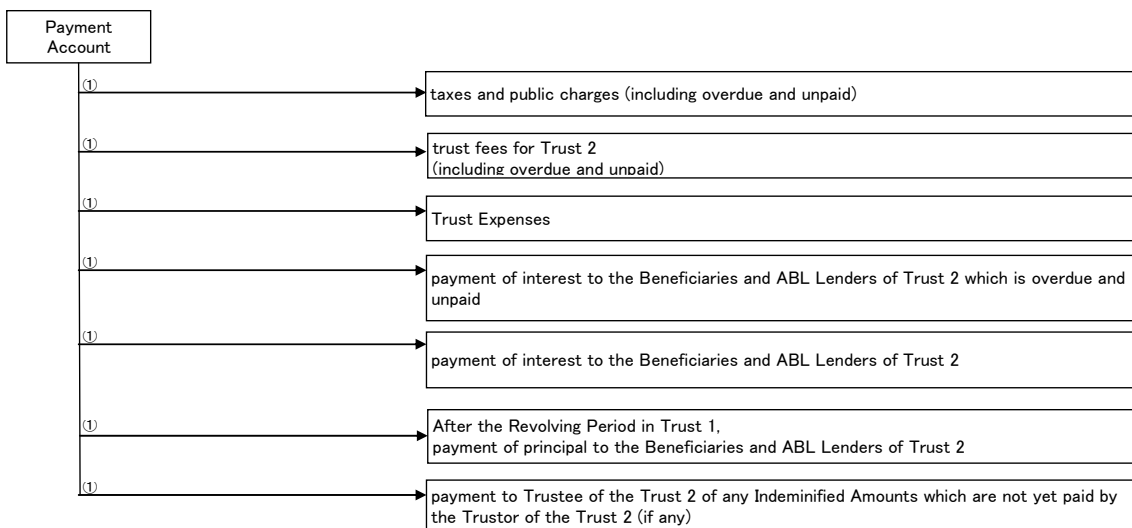 Payment
Account
①
taxes and public charges (including overdue and unpaid)
①
trust fees for Trust 2
(including overdue and unpaid)
①
Trust Expenses
①
payment of interest to the Beneficiaries and ABL Lenders of Trust 2 which is overdue and
unpaid
①
payment of interest to the Beneficiaries and ABL Lenders of Trust 2
①
After the Revolving Period in Trust 1,
payment of principal to the Beneficiaries and ABL Lenders of Trust 2
①
payment to Trustee of the Trust 2 of any Indeminified Amounts which are not yet paid by
the Trustor of the Trust 2 (if any)